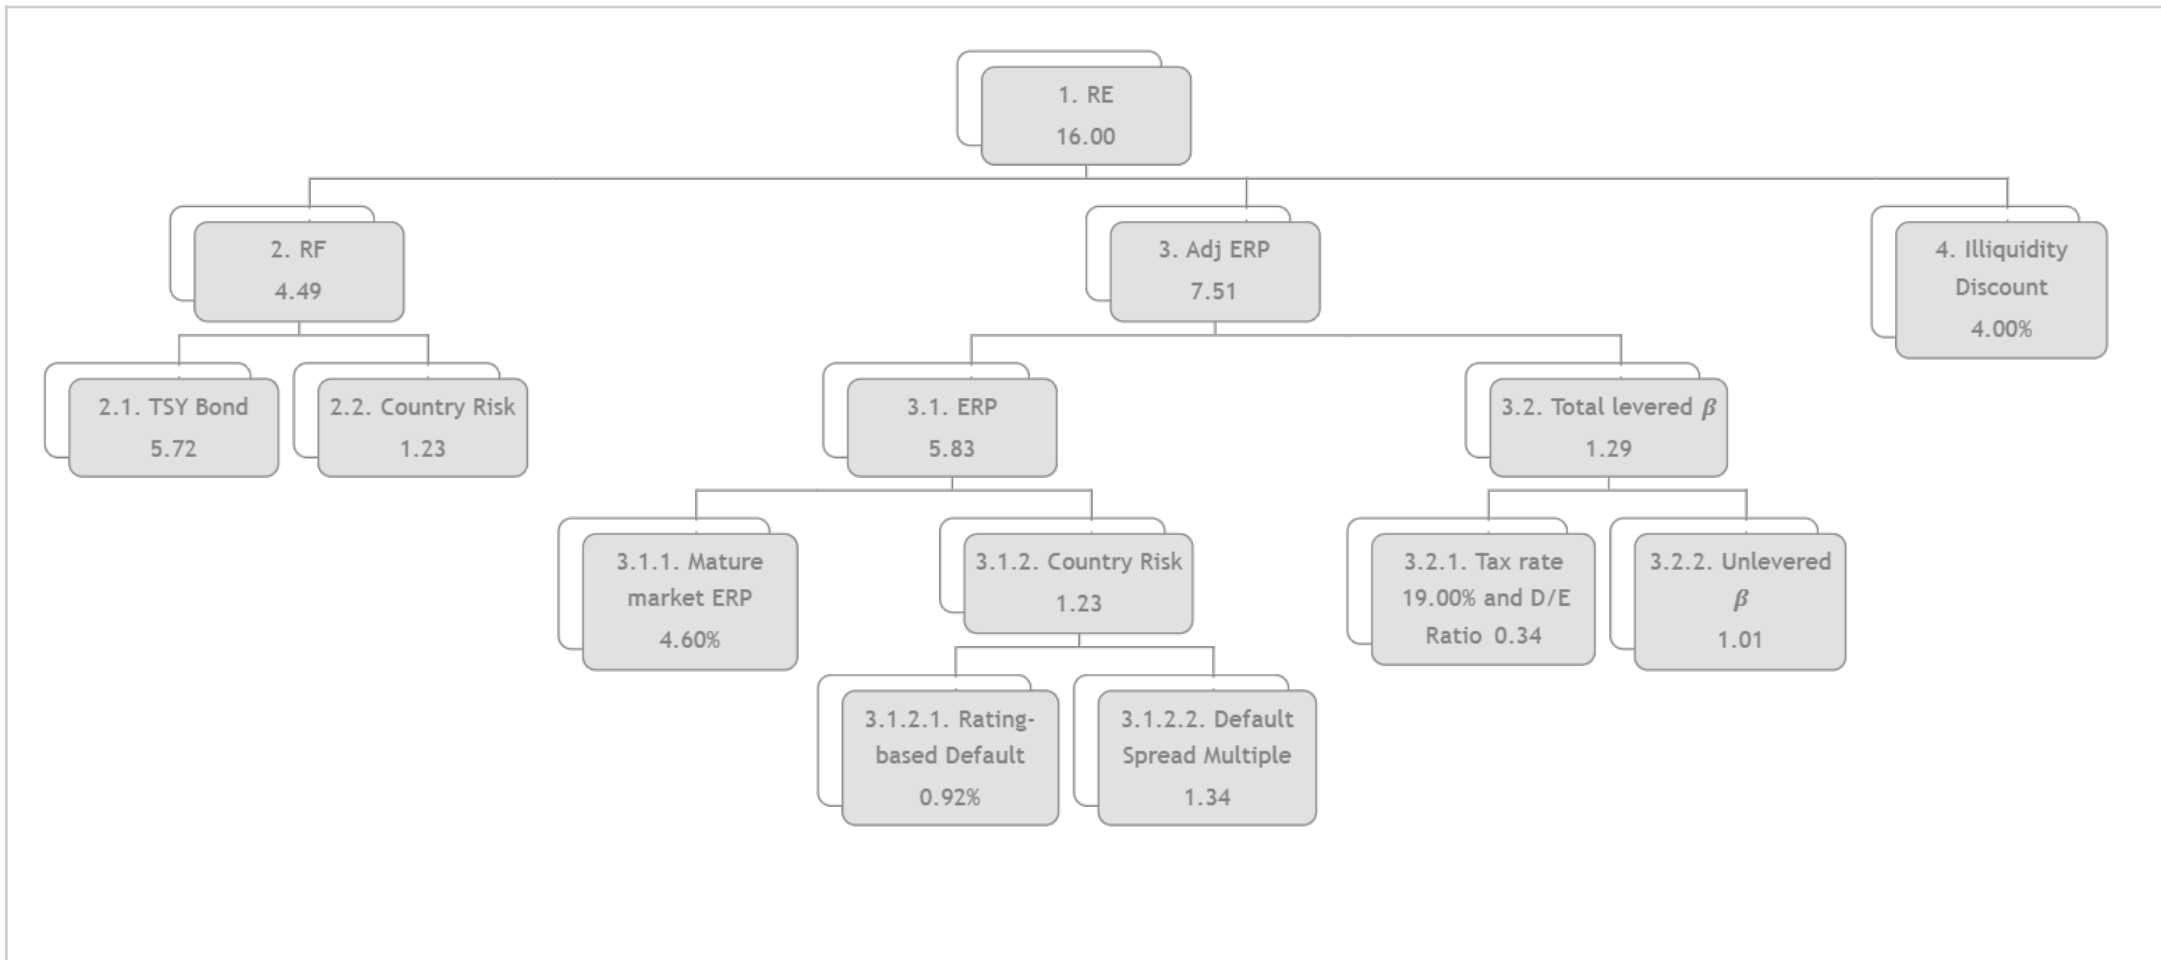 1. RE
16.00
2. RF
4.49
3. Adj ERP
7.51
4. Illiquidity
Discount
4.00%
2.1. TSY Bond
5.72
2.2. Country Risk
1.23
3.1. ERP
5.83
3.2. Total levered β
1.29
3.1.1. Mature
market ERP
4.60%
3.1.2. Country Risk
1.23
3.2.1. Tax rate
19.00% and D/E
Ratio 0.34
3.2.2. Unlevered
β
1.01
3.1.2.1. Rating-
based Default
0.92%
3.1.2.2. Default
Spread Multiple
1.34